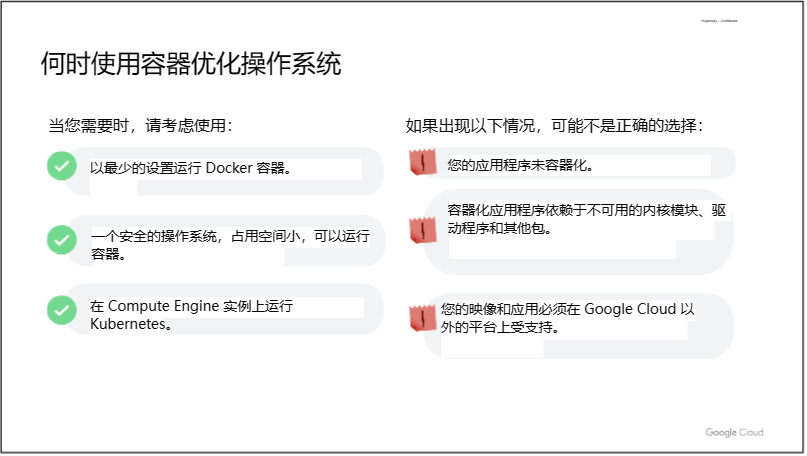 Proprietary + Confidential
何时使用容器优化操作系统
当您需要时，请考虑使用：
以最少的设置运行 Docker 容器。
一个安全的操作系统，占用空间小，可以运行
容器。
在 Compute Engine 实例上运行
Kubernetes。
如果出现以下情况，可能不是正确的选择：
您的应用程序未容器化。
容器化应用程序依赖于不可用的内核模块、驱
动程序和其他包。
您的映像和应用必须在 Google Cloud 以
外的平台上受支持。
Google Cloud